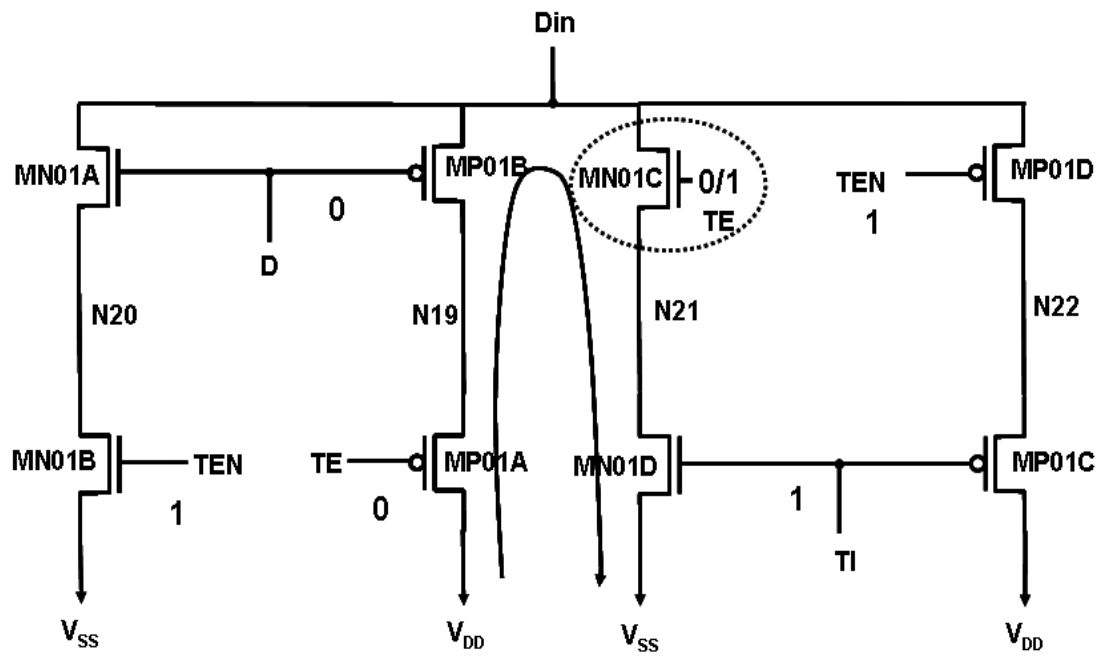 Din
MN01A
MP01B
MN01C
0/1
TE
TEN
1
MP01D
0
D
N20
N19
N21
N22
MN01B
TEN
1
TE
0
MP01A
MN01D
1
TI
MP01C
VSS
VDD
VSS
VDD